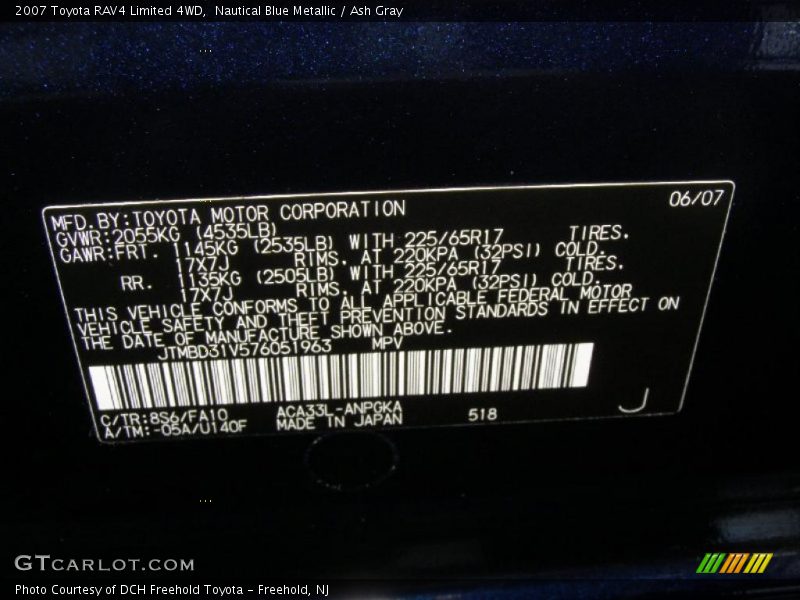 2007 Toyota RAV4 Limited 4WD,  Nautical Blue Metallic / Ash Gray
06/07
MFD.BY:TOYOTA MOTOR CORPORATION
GVWR:2055KG (4535LB)
GAWR:FRT. 1145KG (2535LB) WITH 225/65R17 TIRES.
17X7J RIMS. AT 220KPA (32PSI) COLD.
RR. 1135KG (2505LB) WITH 225/65R17 TIRES.
17X7J RIMS. AT 220KPA (32PSI) COLD.
THIS VEHICLE CONFORMS TO ALL APPLICABLE FEDERAL MOTOR
VEHICLE SAFETY AND THEFT PREVENTION STANDARDS IN EFFECT ON
THE DATE OF MANUFACTURE SHOWN ABOVE.
JTMBD31V576051963 MPV
C/TR:8S6/FA10 ACA33L-ANPGKA 518 J
A/TM:-05A/U140F MADE IN JAPAN
GTCARLOT.COM
Photo Courtesy of DCH Freehold Toyota - Freehold, NJ